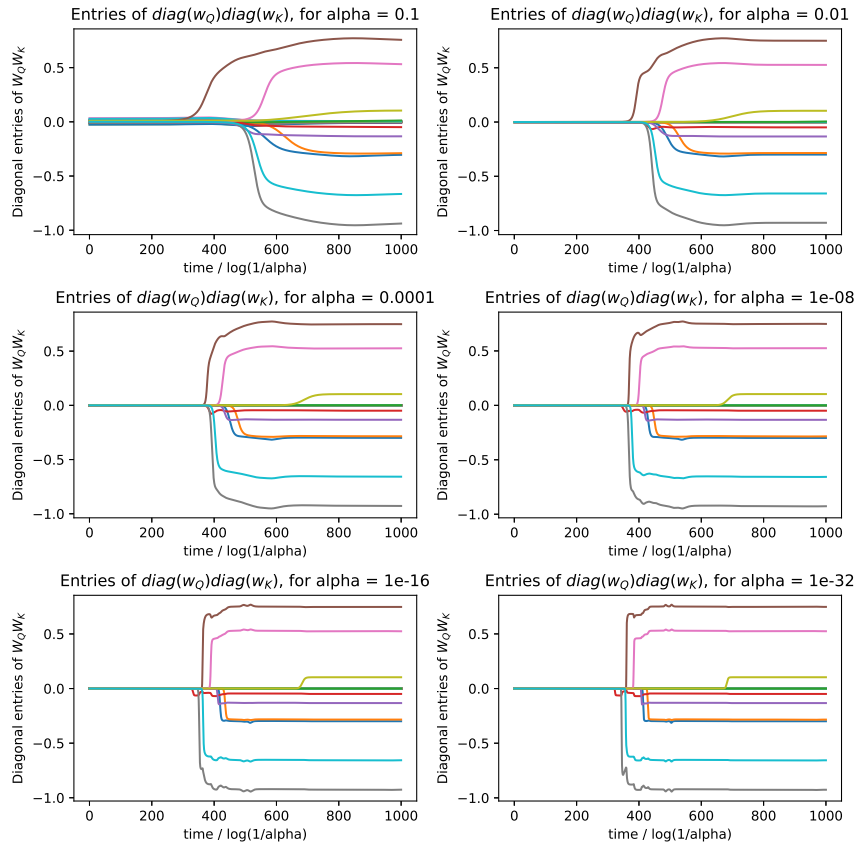 Entries of diag(w_Q)diag(w_K), for alpha = 0.1
Diagonal entries of W_QW_K
0.5
0.0
−0.5
−1.0
0 200 400 600 800 1000
time / log(1/alpha)
Entries of diag(w_Q)diag(w_K), for alpha = 0.01
Diagonal entries of W_QW_K
0.5
0.0
−0.5
−1.0
0 200 400 600 800 1000
time / log(1/alpha)
Entries of diag(w_Q)diag(w_K), for alpha = 0.0001
Diagonal entries of W_QW_K
0.5
0.0
−0.5
−1.0
0 200 400 600 800 1000
time / log(1/alpha)
Entries of diag(w_Q)diag(w_K), for alpha = 1e-08
Diagonal entries of W_QW_K
0.5
0.0
−0.5
−1.0
0 200 400 600 800 1000
time / log(1/alpha)
Entries of diag(w_Q)diag(w_K), for alpha = 1e-16
Diagonal entries of W_QW_K
0.5
0.0
−0.5
−1.0
0 200 400 600 800 1000
time / log(1/alpha)
Entries of diag(w_Q)diag(w_K), for alpha = 1e-32
Diagonal entries of W_QW_K
0.5
0.0
−0.5
−1.0
0 200 400 600 800 1000
time / log(1/alpha)